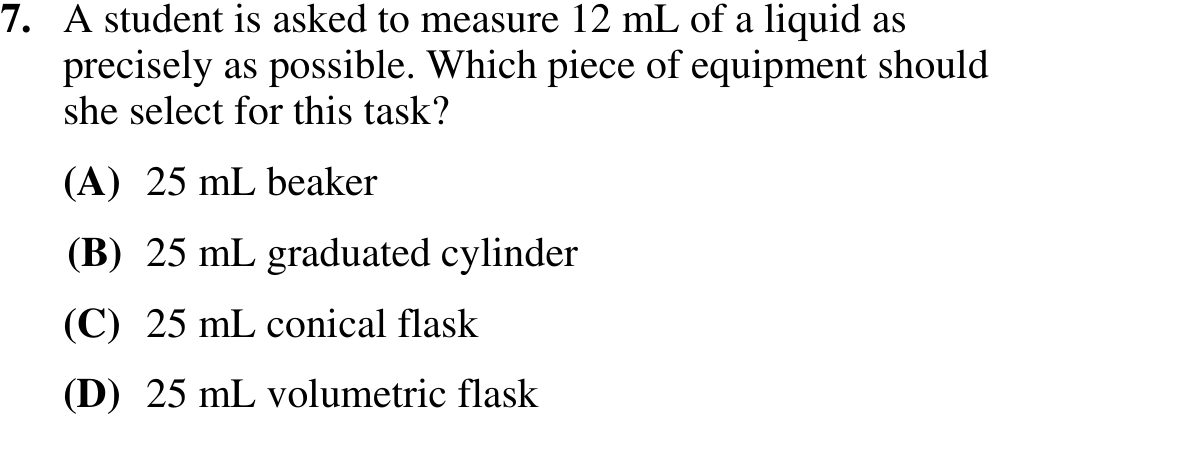 7. A student is asked to measure 12 mL of a liquid as
precisely as possible. Which piece of equipment should
she select for this task?
(A) 25 mL beaker
(B) 25 mL graduated cylinder
(C) 25 mL conical flask
(D) 25 mL volumetric flask